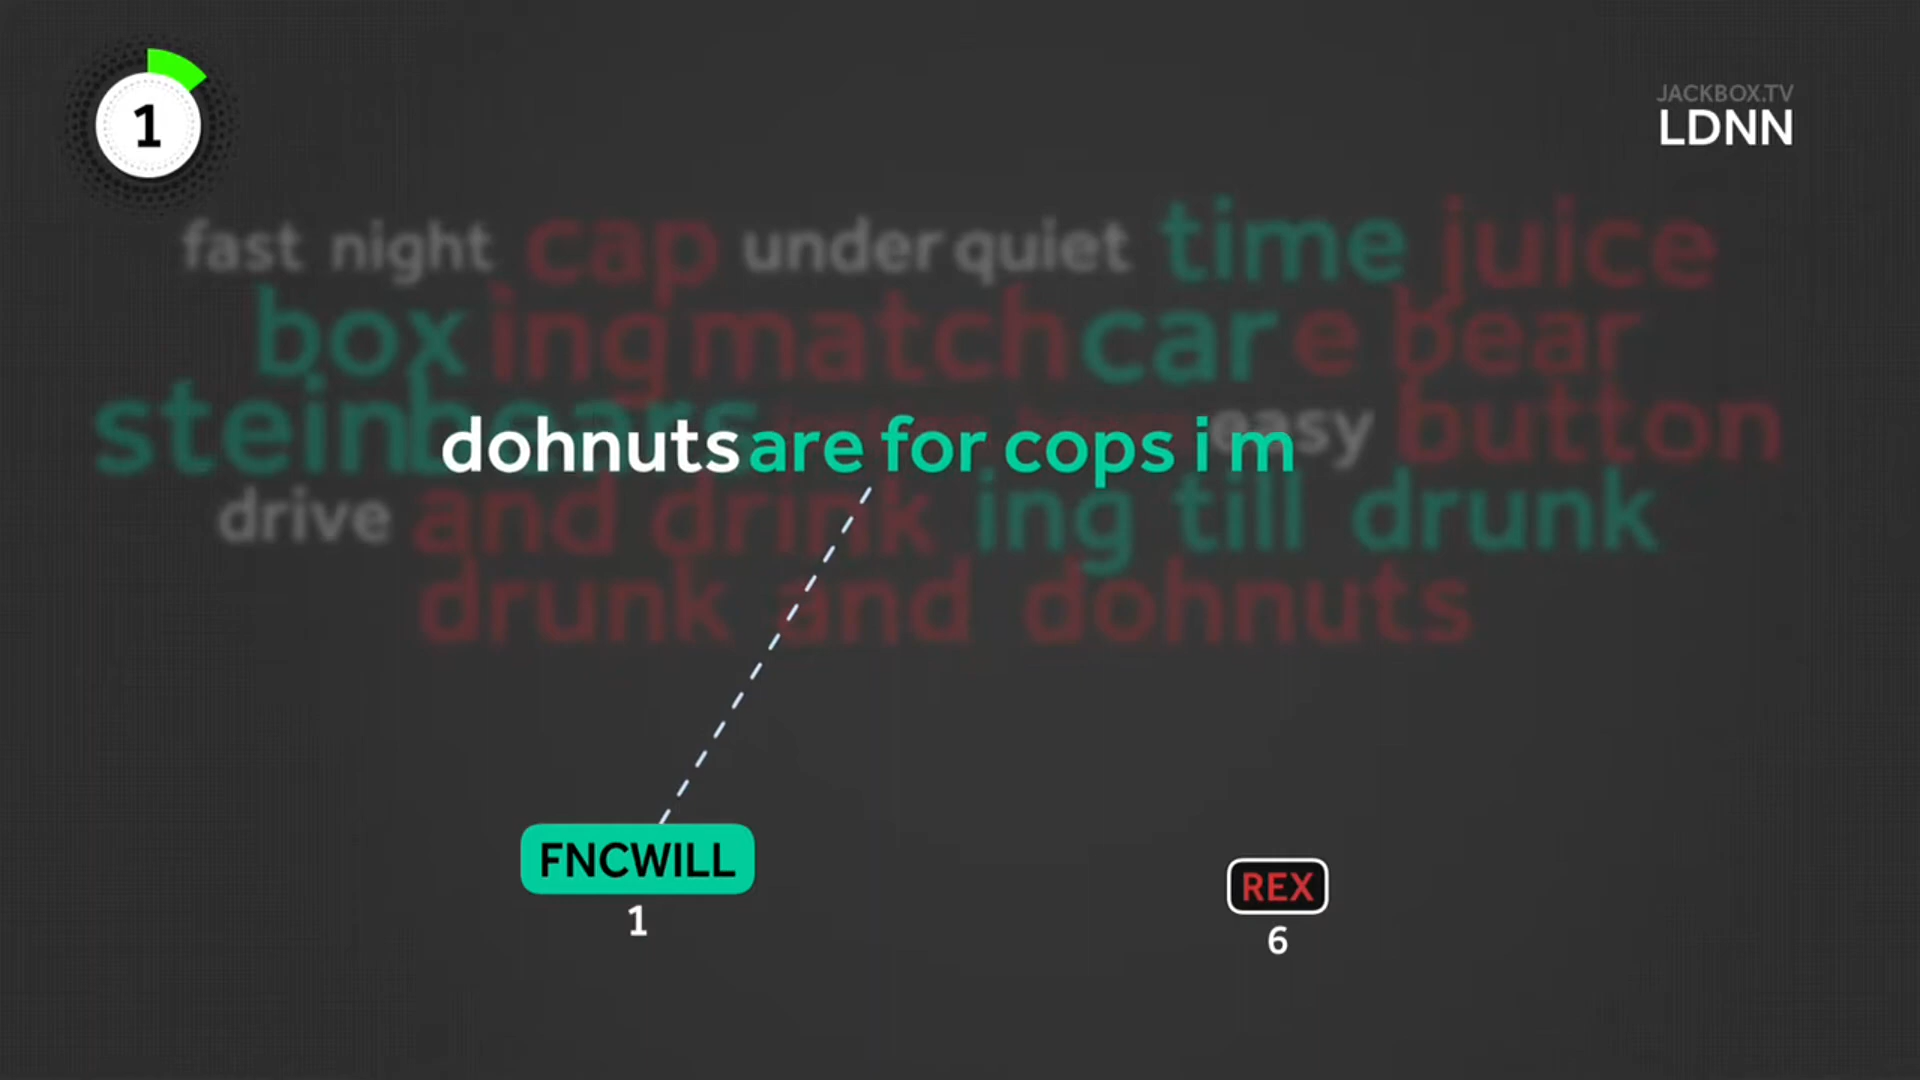 1
JACKBOX.TV
LDNN
fast night cap under quiet time juice
box ing match car e bear
stein bears easy button
dohnuts are for cops i m
drive and drink ing till drunk
drunk and dohnuts
FNCWILL
1
REX
6